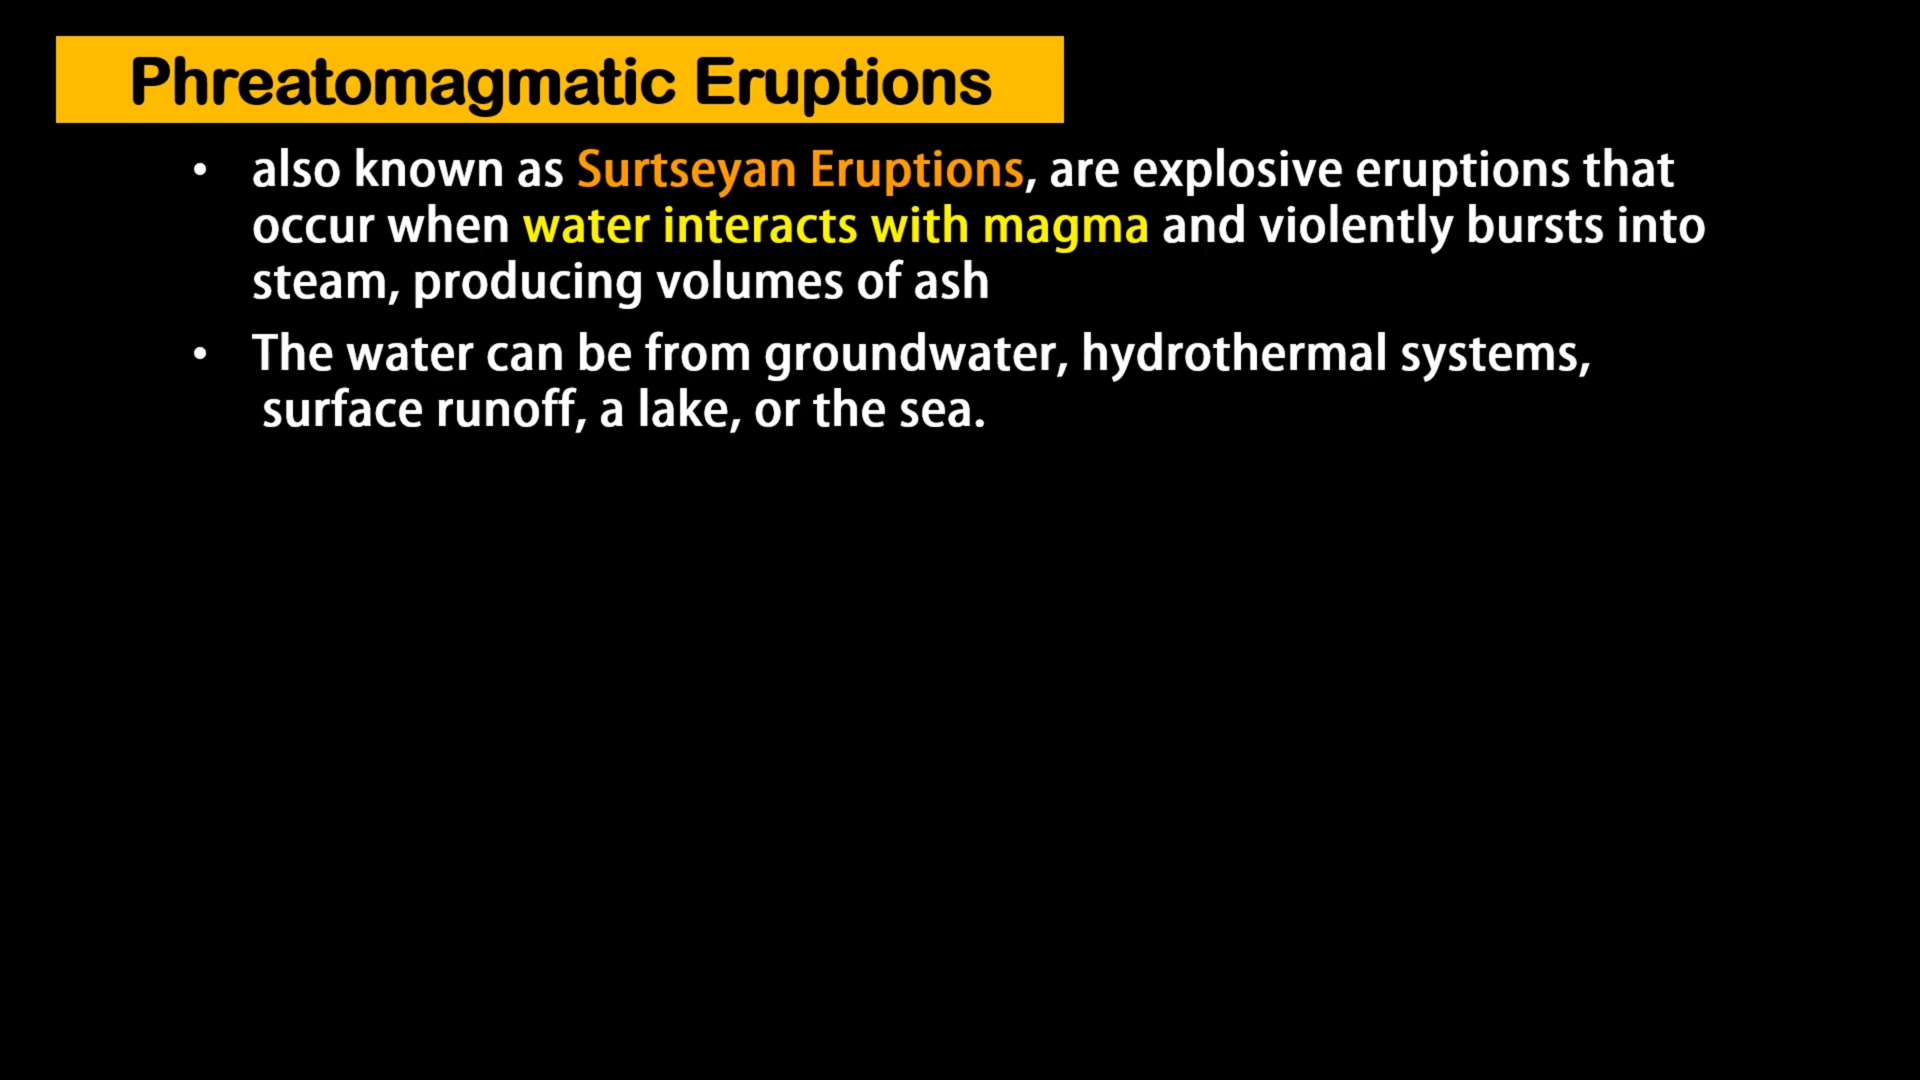 Phreatomagmatic Eruptions
• also known as Surtseyan Eruptions, are explosive eruptions that
occur when water interacts with magma and violently bursts into
steam, producing volumes of ash
• The water can be from groundwater, hydrothermal systems,
surface runoff, a lake, or the sea.